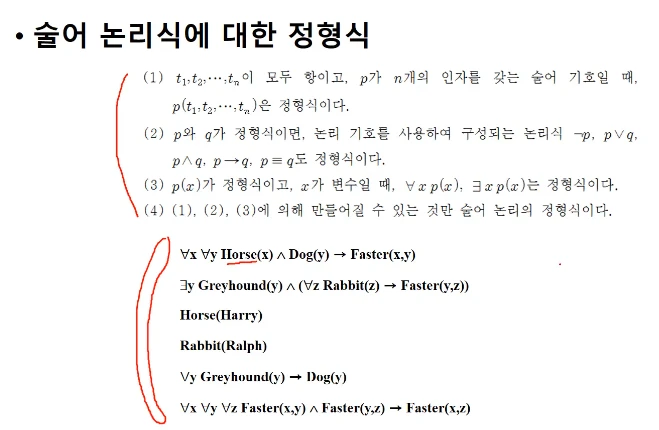 • 술어 논리식에 대한 정형식
(1) t₁,t₂,⋯,tₙ이 모두 항이고, p가 n개의 인자를 갖는 술어 기호일 때,
p(t₁,t₂,⋯,tₙ)은 정형식이다.
(2) p와 q가 정형식이면, 논리 기호를 사용하여 구성되는 논리식 ¬p, p∨q,
p∧q, p→q, p≡q도 정형식이다.
(3) p(x)가 정형식이고, x가 변수일 때, ∀x p(x), ∃x p(x)는 정형식이다.
(4) (1), (2), (3)에 의해 만들어질 수 있는 것만 술어 논리의 정형식이다.
∀x ∀y Horse(x) ∧ Dog(y) → Faster(x,y)
∃y Greyhound(y) ∧ (∀z Rabbit(z) → Faster(y,z))
Horse(Harry)
Rabbit(Ralph)
∀y Greyhound(y) → Dog(y)
∀x ∀y ∀z Faster(x,y) ∧ Faster(y,z) → Faster(x,z)